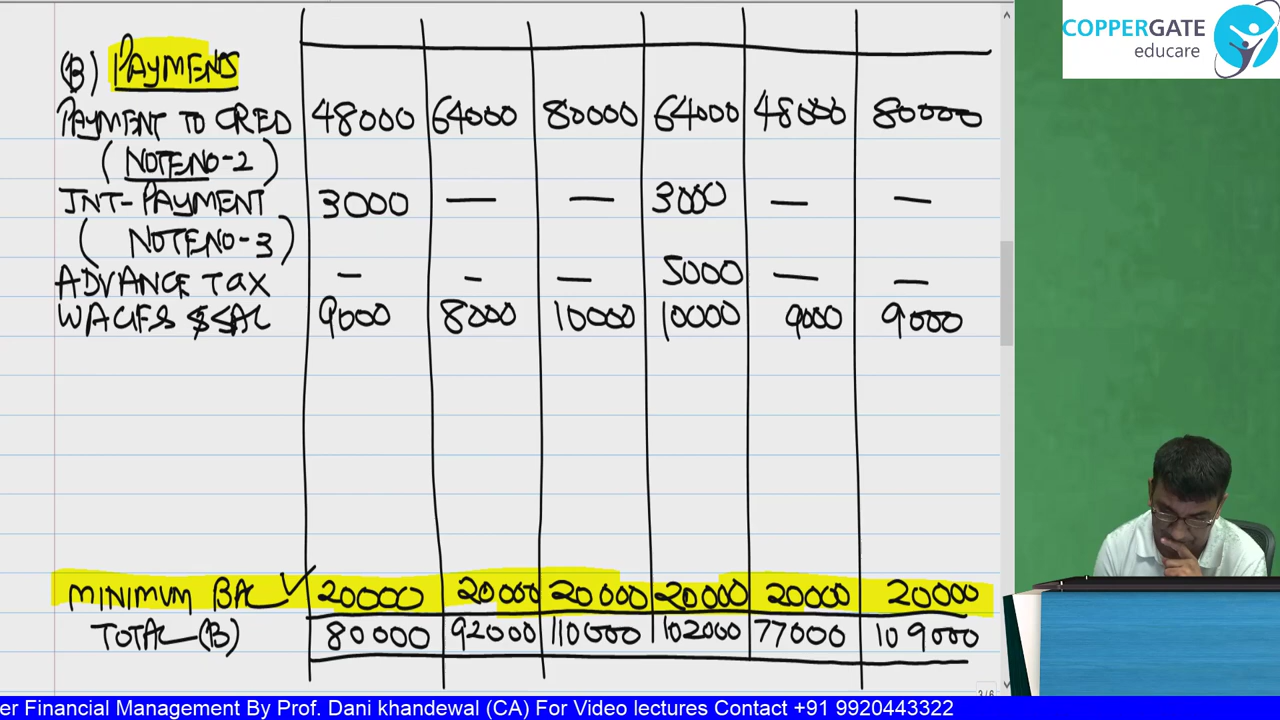 COPPERGATE
educare
(B) PAYMENTS
PAYMENT TO CRED 48000 64000 80000 64000 48000 80000
(NOTE NO-2)
INT-PAYMENT 3000 — — 3000 — —
(NOTE NO-3)
ADVANCE TAX - - — 5000 — —
WAGES & SAL 9000 8000 10000 10000 9000 9000
MINIMUM BAL ✓ 20000 20000 20000 20000 20000 20000
TOTAL (B) 80000 92000 110000 102000 77000 109000
3/6
er Financial Management By Prof. Dani khandewal (CA) For Video lectures Contact +91 9920443322